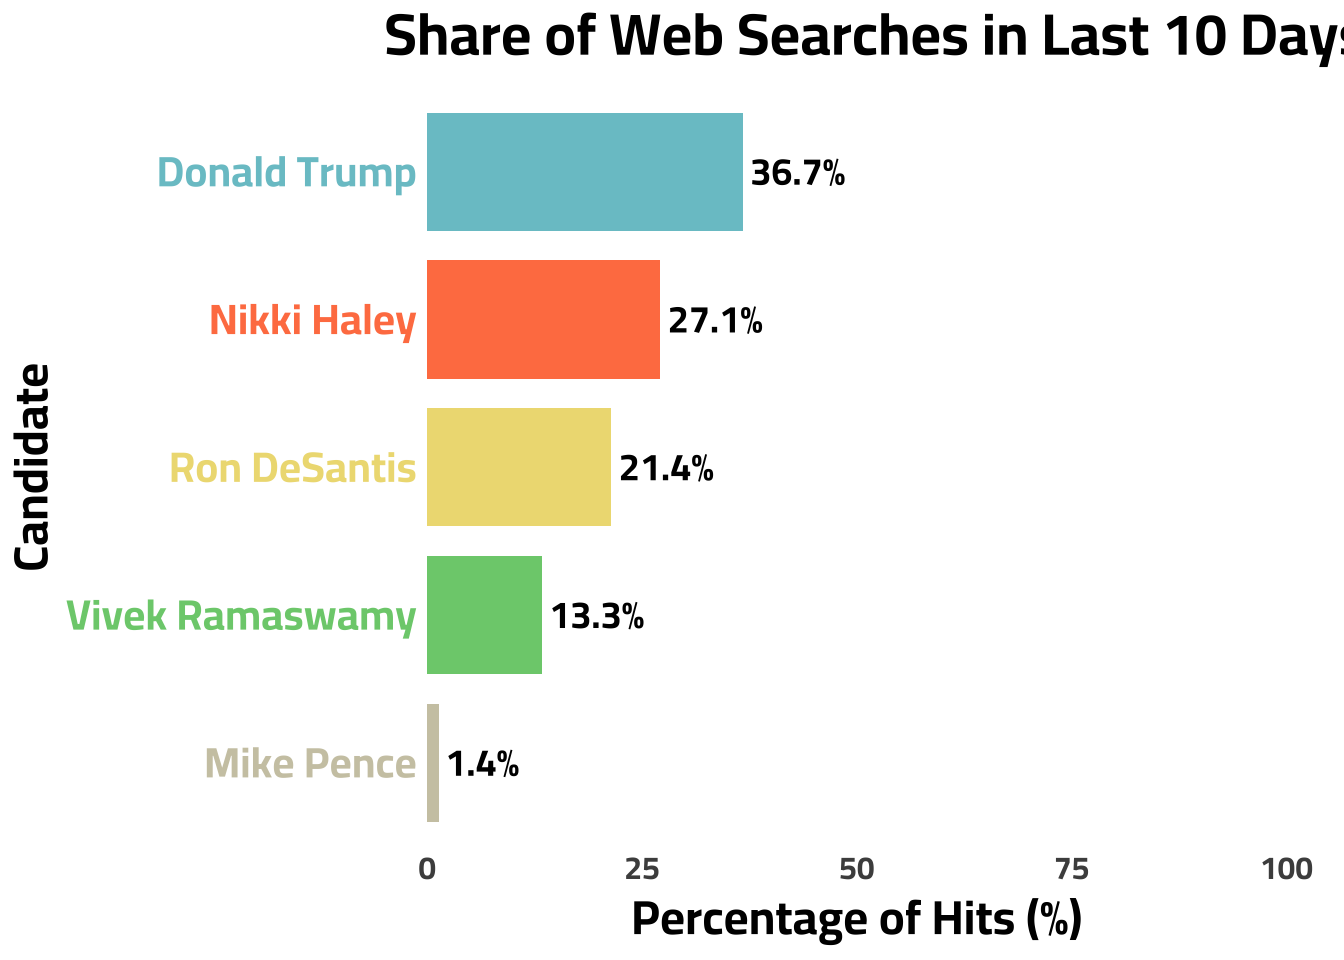 Share of Web Searches in Last 10 Days
Donald Trump 36.7%
Nikki Haley 27.1%
Ron DeSantis 21.4%
Vivek Ramaswamy 13.3%
Mike Pence 1.4%
Candidate
0 25 50 75 100
Percentage of Hits (%)